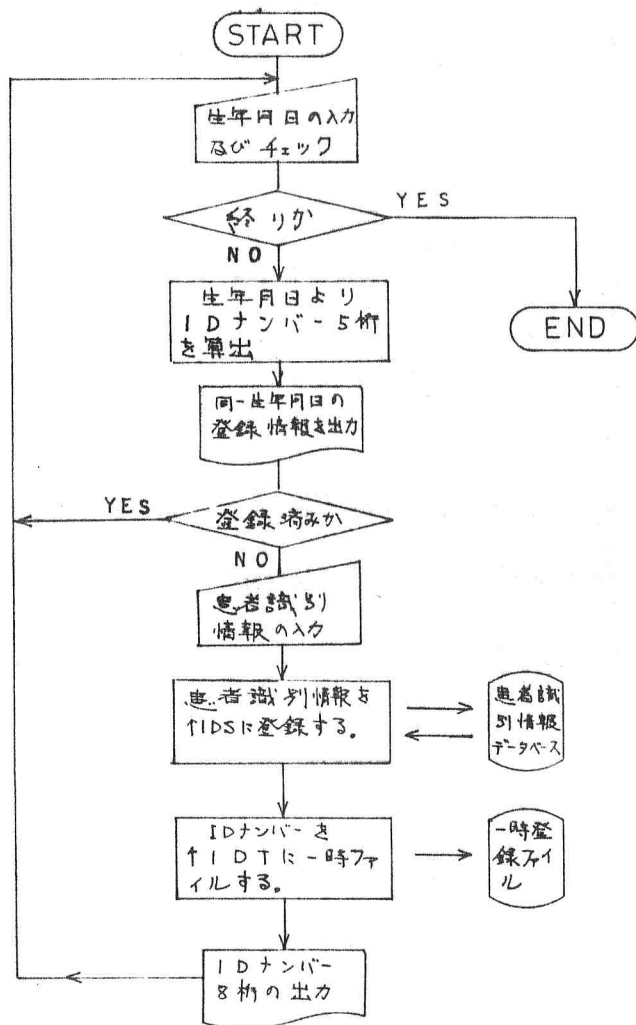 START
生年月日の入力
及びチェック
終りか
YES
NO
生年月日より
IDナンバー5桁
を算出
END
同一生年月日の
登録情報を出力
登録済みか
YES
NO
患者識別
情報の入力
患者識別情報を
↑IDSに登録する。
患者識
別情報
データベース
IDナンバーを
↑IDTに一時ファ
イルする。
一時登
録ファイ
ル
IDナンバー
8桁の出力